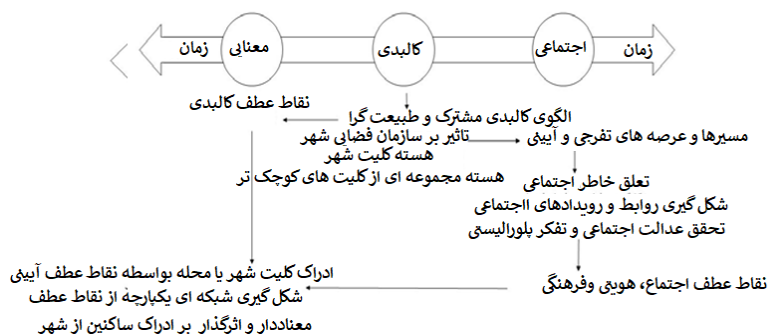 زمان
اجتماعی
کالبدی
معنایی
زمان
نقاط عطف کالبدی
الگوی کالبدی مشترک و طبیعت گرا
تاثیر بر سازمان فضایی شهر
هسته کلیت شهر
هسته مجموعه ای از کلیت های کوچک تر
مسیرها و عرصه های تفرجی و آیینی
تعلق خاطر اجتماعی
شکل گیری روابط و رویدادهای ااجتماعی
تحقق عدالت اجتماعی و تفکر پلورالیستی
نقاط عطف اجتماع، هویتی وفرهنگی
ادراک کلیت شهر یا محله بواسطه نقاط عطف آیینی
شکل گیری شبکه ای یکپارچه از نقاط عطف
معناددار و اثرگذار بر ادراک ساکنین از شهر